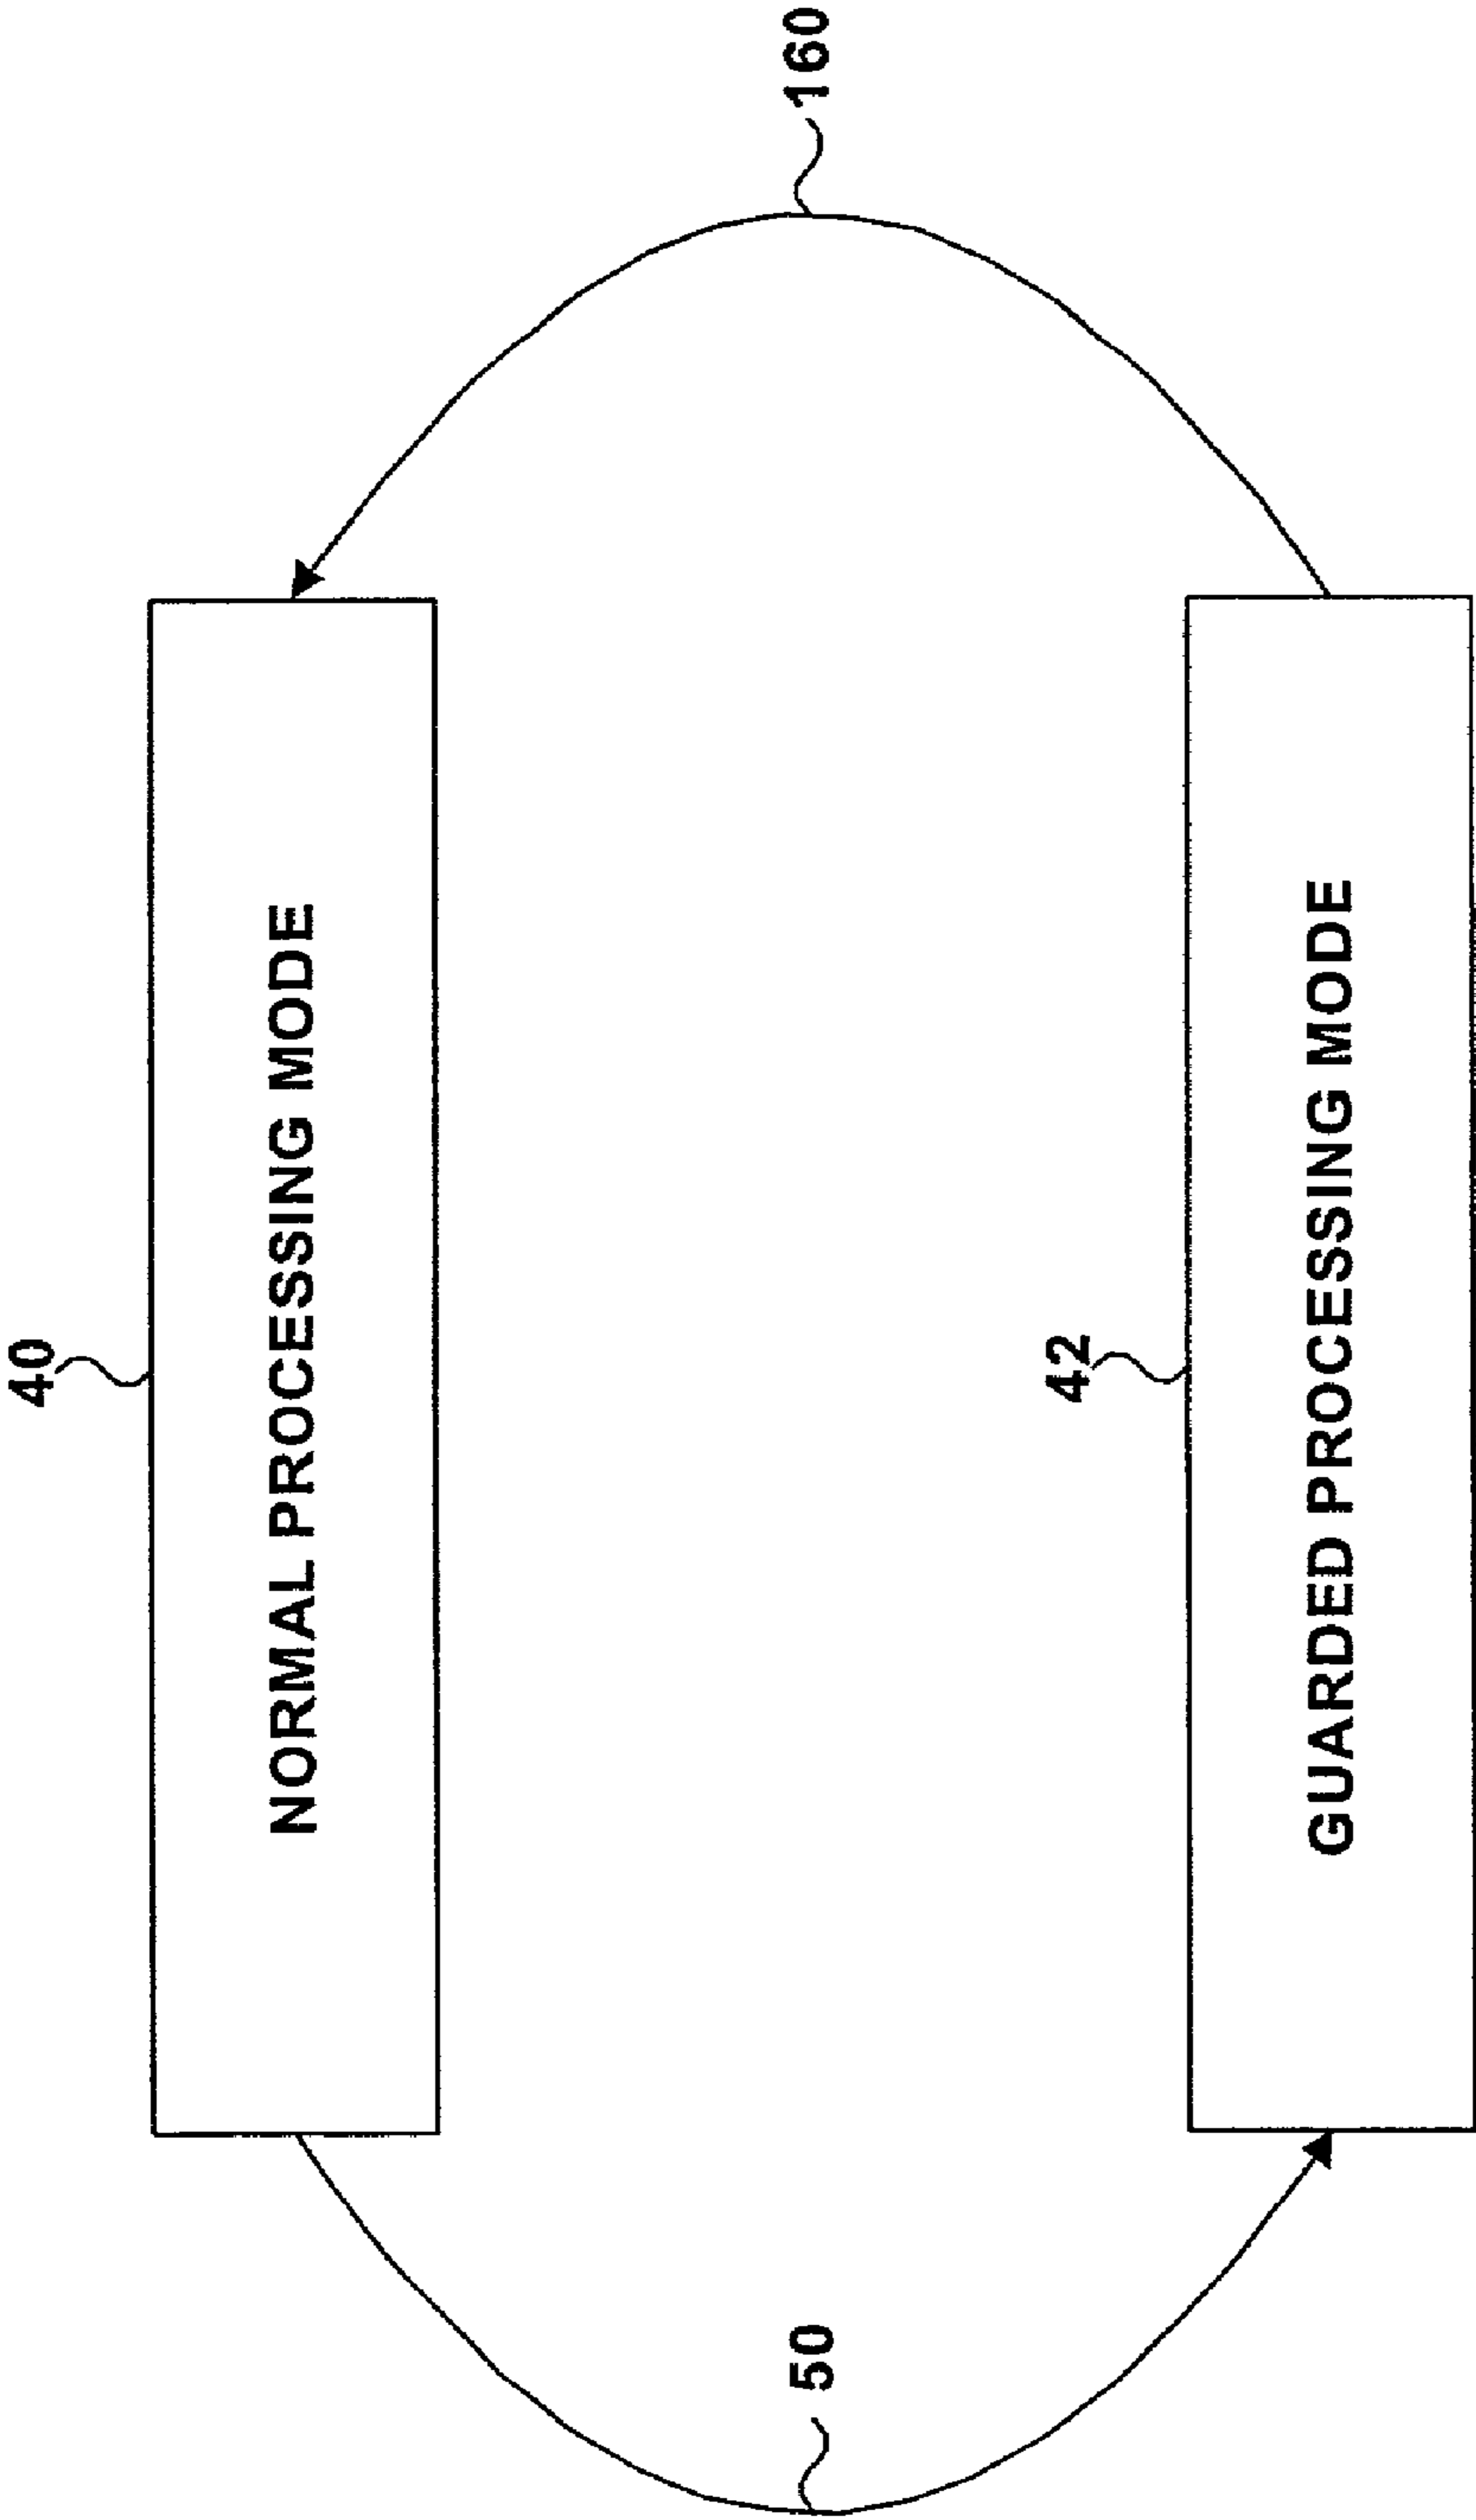 40
NORMAL PROCESSING MODE
50
160
42
GUARDED PROCESSING MODE